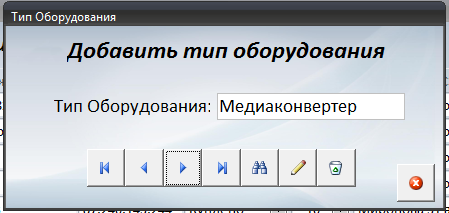 Тип Оборудования
Добавить тип оборудования
Тип Оборудования: Медиаконвертер